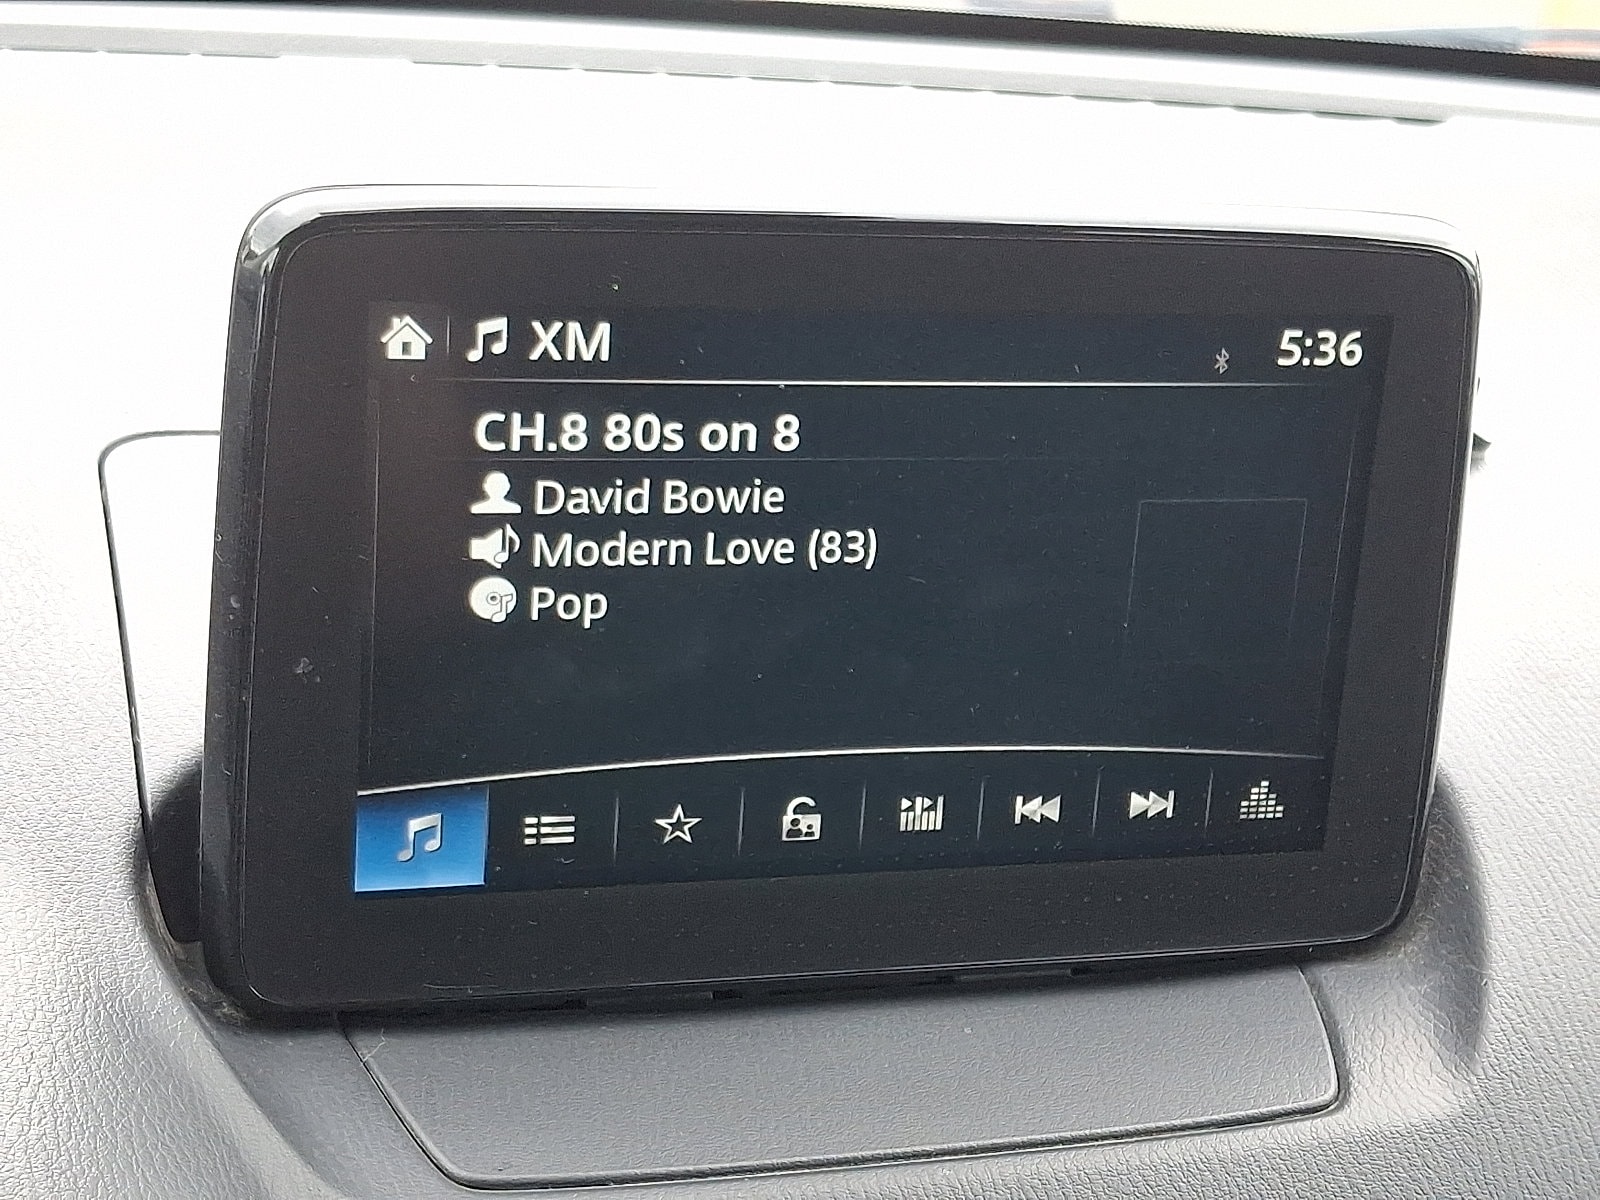 XM
5:36
CH.8 80s on 8
David Bowie
Modern Love (83)
Pop